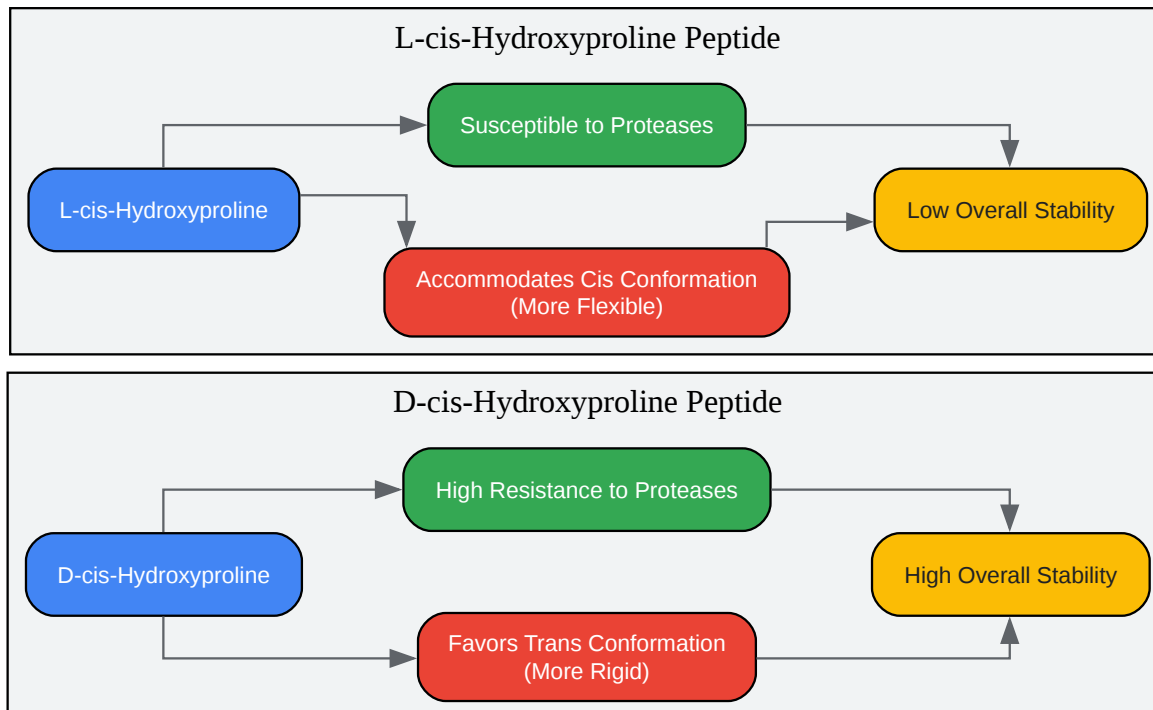 L-cis-Hydroxyproline Peptide
Susceptible to Proteases
L-cis-Hydroxyproline
Low Overall Stability
Accommodates Cis Conformation
(More Flexible)
D-cis-Hydroxyproline Peptide
High Resistance to Proteases
D-cis-Hydroxyproline
High Overall Stability
Favors Trans Conformation
(More Rigid)